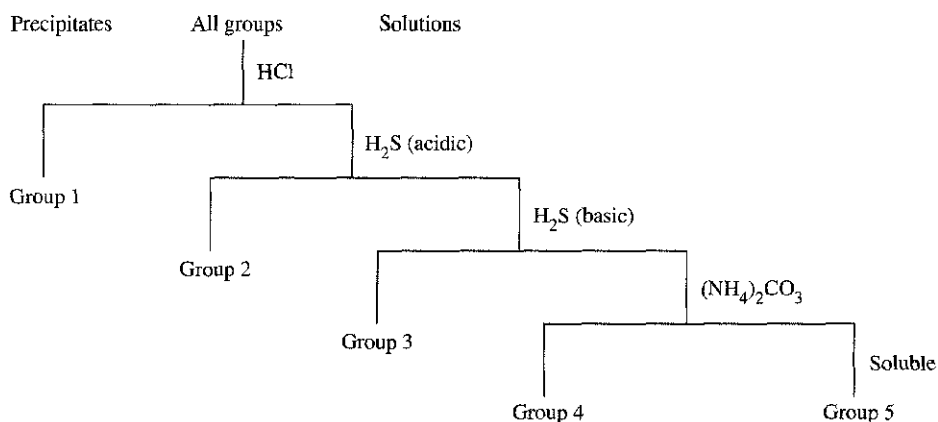 Precipitates All groups Solutions
HCl
H₂S (acidic)
Group 1
H₂S (basic)
Group 2
(NH₄)₂CO₃
Group 3
Soluble
Group 4 Group 5